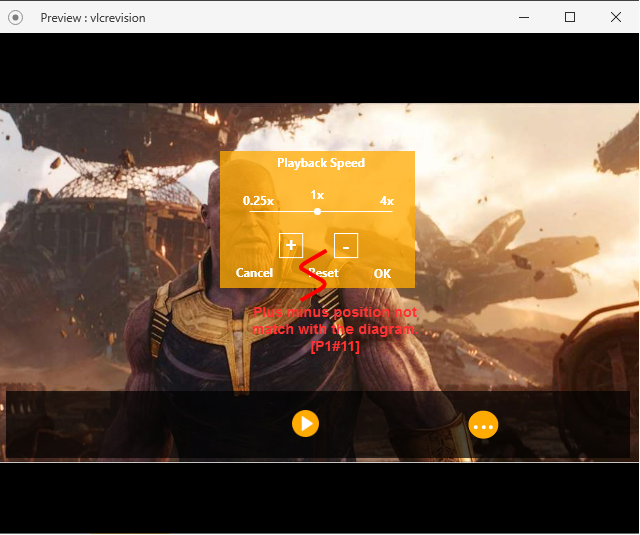 Preview : vlcrevision
Playback Speed
1x
0.25x 4x
+ -
Cancel Reset OK
Plus minus position not
match with the diagram
[P1#11]